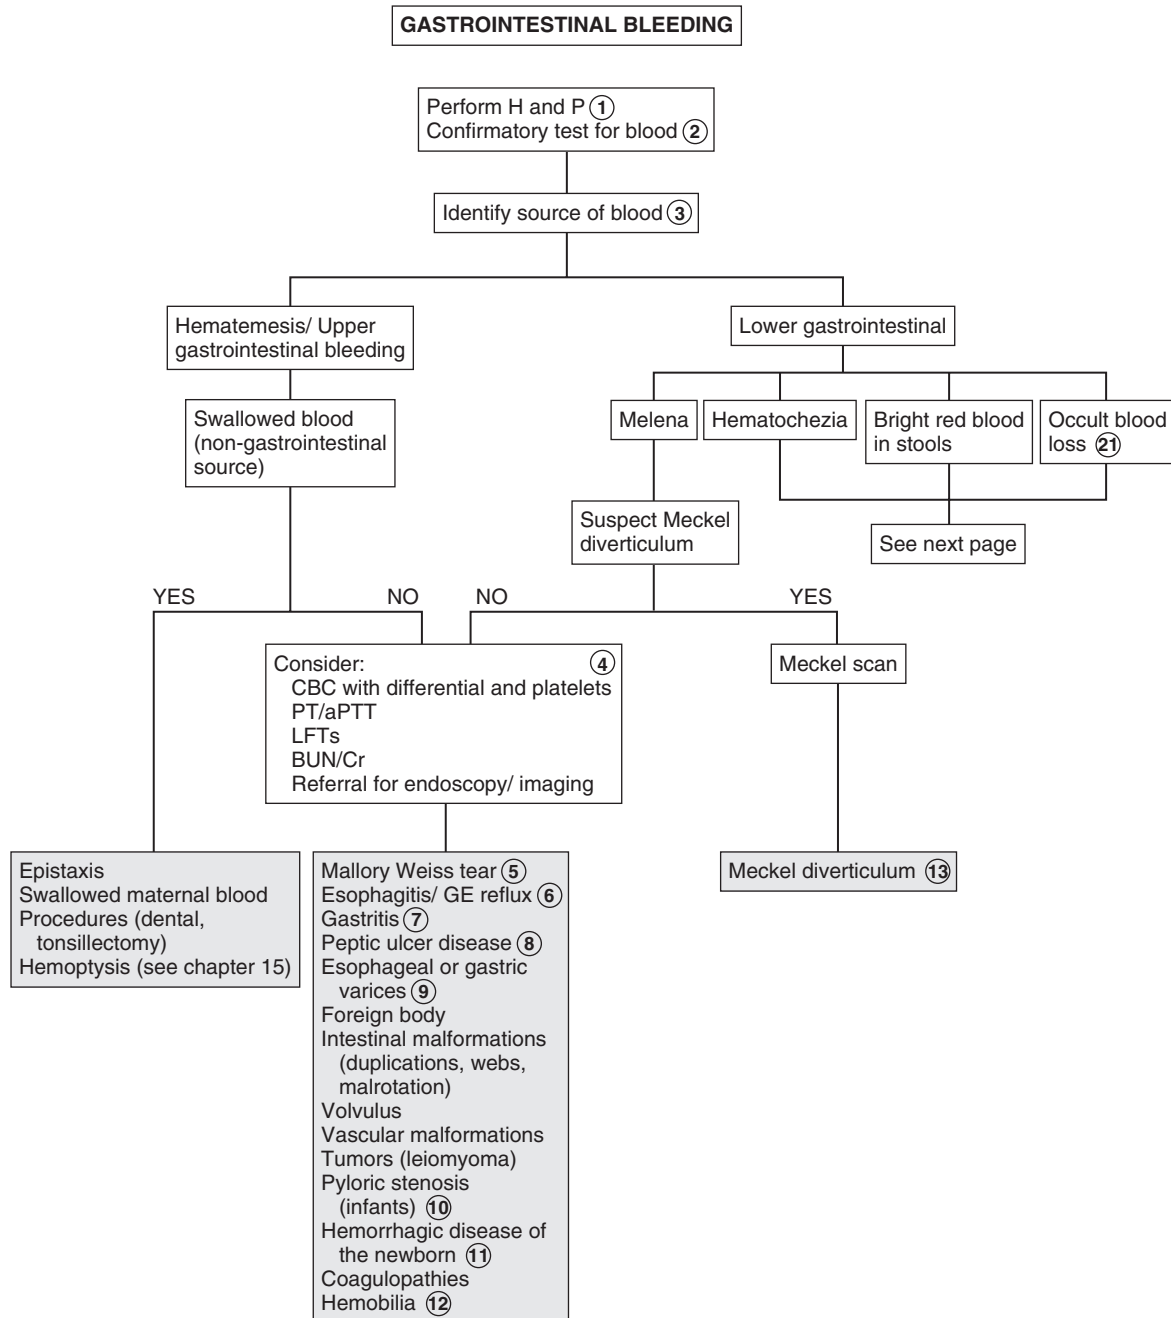 GASTROINTESTINAL BLEEDING
Perform H and P 1
Confirmatory test for blood 2
Identify source of blood 3
Hematemesis/ Upper
gastrointestinal bleeding
Lower gastrointestinal
Swallowed blood
(non-gastrointestinal
source)
Melena
Hematochezia
Bright red blood
in stools
Occult blood
loss 21
Suspect Meckel
diverticulum
See next page
YES
NO
NO
YES
Consider: 4
CBC with differential and platelets
PT/aPTT
LFTs
BUN/Cr
Referral for endoscopy/ imaging
Meckel scan
Epistaxis
Swallowed maternal blood
Procedures (dental,
tonsillectomy)
Hemoptysis (see chapter 15)
Mallory Weiss tear 5
Esophagitis/ GE reflux 6
Gastritis 7
Peptic ulcer disease 8
Esophageal or gastric
varices 9
Foreign body
Intestinal malformations
(duplications, webs,
malrotation)
Volvulus
Vascular malformations
Tumors (leiomyoma)
Pyloric stenosis
(infants) 10
Hemorrhagic disease of
the newborn 11
Coagulopathies
Hemobilia 12
Meckel diverticulum 13